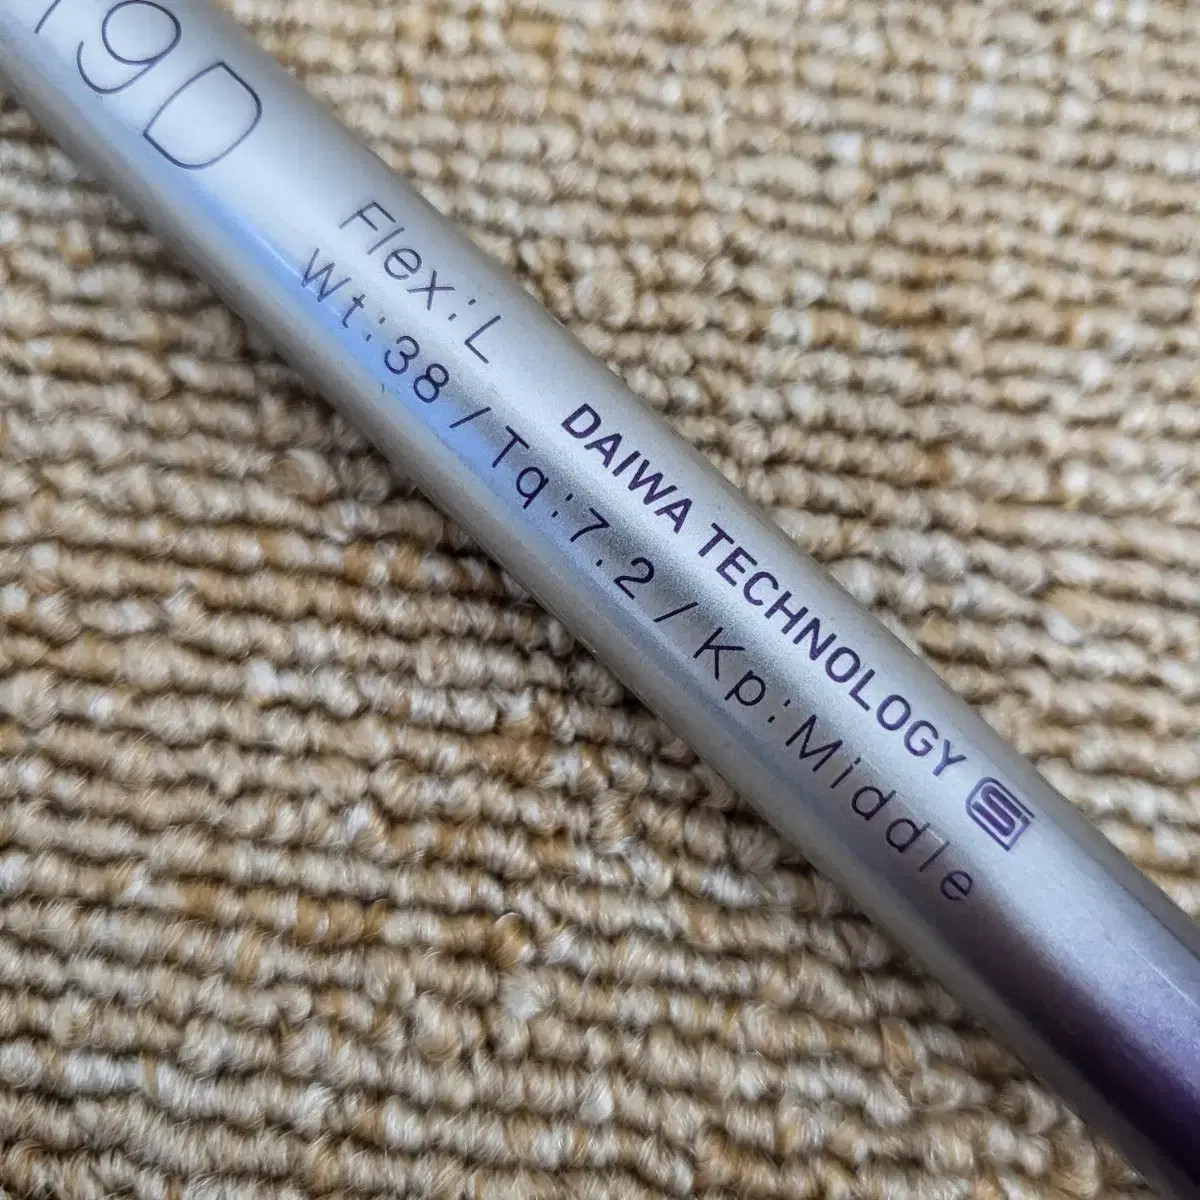 19D
Flex:L
Wt:38/Tq:7.2/Kp:Middle
DAIWA TECHNOLOGY
S